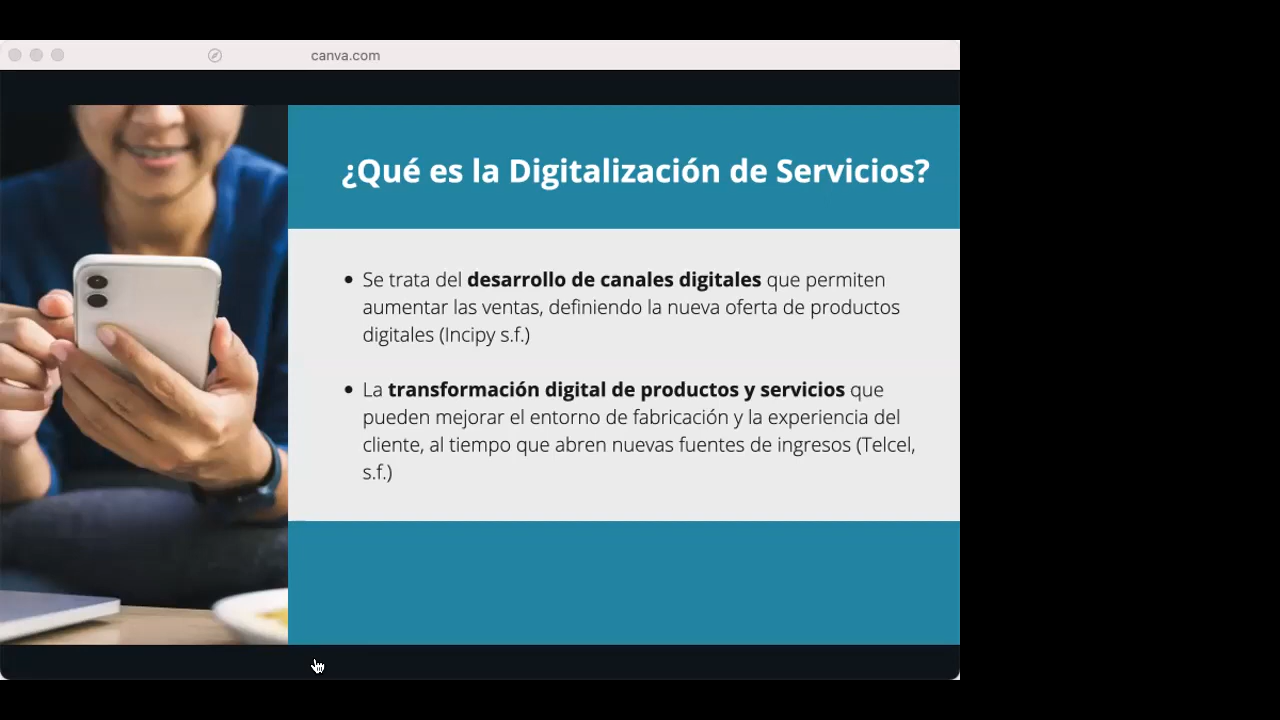 canva.com
¿Qué es la Digitalización de Servicios?
• Se trata del desarrollo de canales digitales que permiten
aumentar las ventas, definiendo la nueva oferta de productos
digitales (Incipy s.f.)
• La transformación digital de productos y servicios que
pueden mejorar el entorno de fabricación y la experiencia del
cliente, al tiempo que abren nuevas fuentes de ingresos (Telcel,
s.f.)